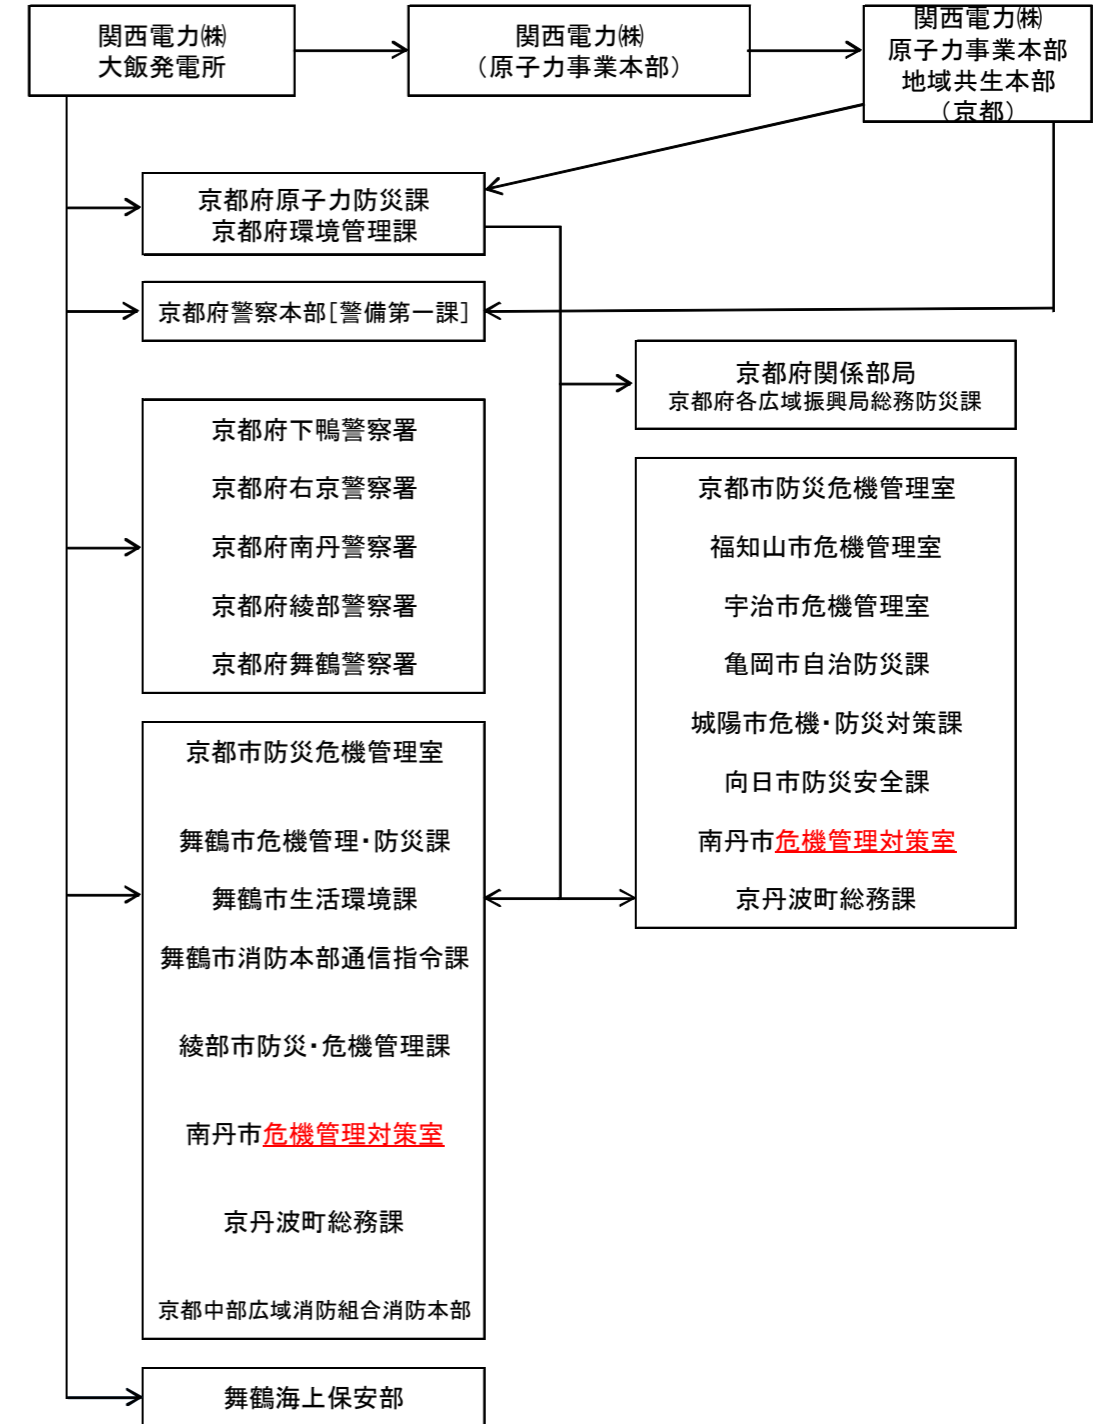 関西電力㈱
大飯発電所
関西電力㈱
（原子力事業本部）
関西電力㈱
原子力事業本部
地域共生本部
（京都）
京都府原子力防災課
京都府環境管理課
京都府警察本部［警備第一課］
京都府関係部局
京都府各広域振興局総務防災課
京都府下鴨警察署
京都府右京警察署
京都府南丹警察署
京都府綾部警察署
京都府舞鶴警察署
京都市防災危機管理室
福知山市危機管理室
宇治市危機管理室
亀岡市自治防災課
城陽市危機・防災対策課
向日市防災安全課
南丹市危機管理対策室
京丹波町総務課
京都市防災危機管理室
舞鶴市危機管理・防災課
舞鶴市生活環境課
舞鶴市消防本部通信指令課
綾部市防災・危機管理課
南丹市危機管理対策室
京丹波町総務課
京都中部広域消防組合消防本部
舞鶴海上保安部